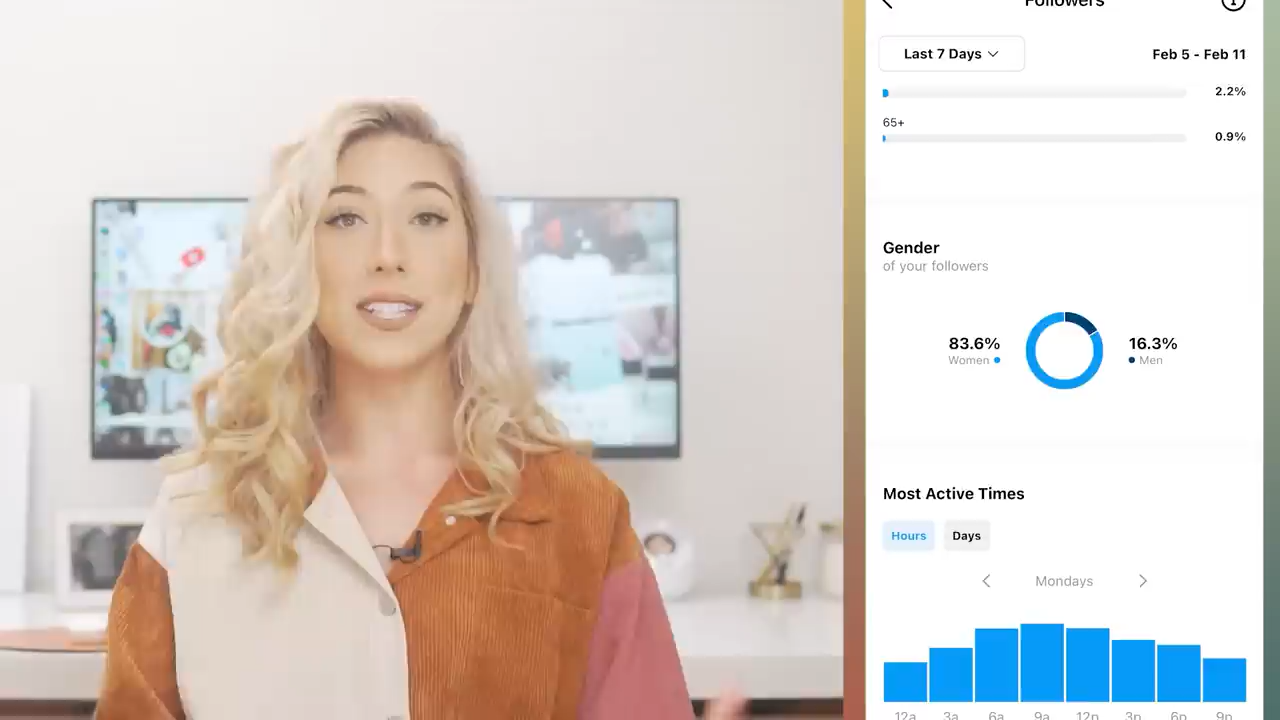 Followers
Last 7 Days
Feb 5 - Feb 11
2.2%
65+
0.9%
Gender
of your followers
83.6%
Women
16.3%
Men
Most Active Times
Hours
Days
Mondays
12a 3a 6a 9a 12p 3p 6p 9p